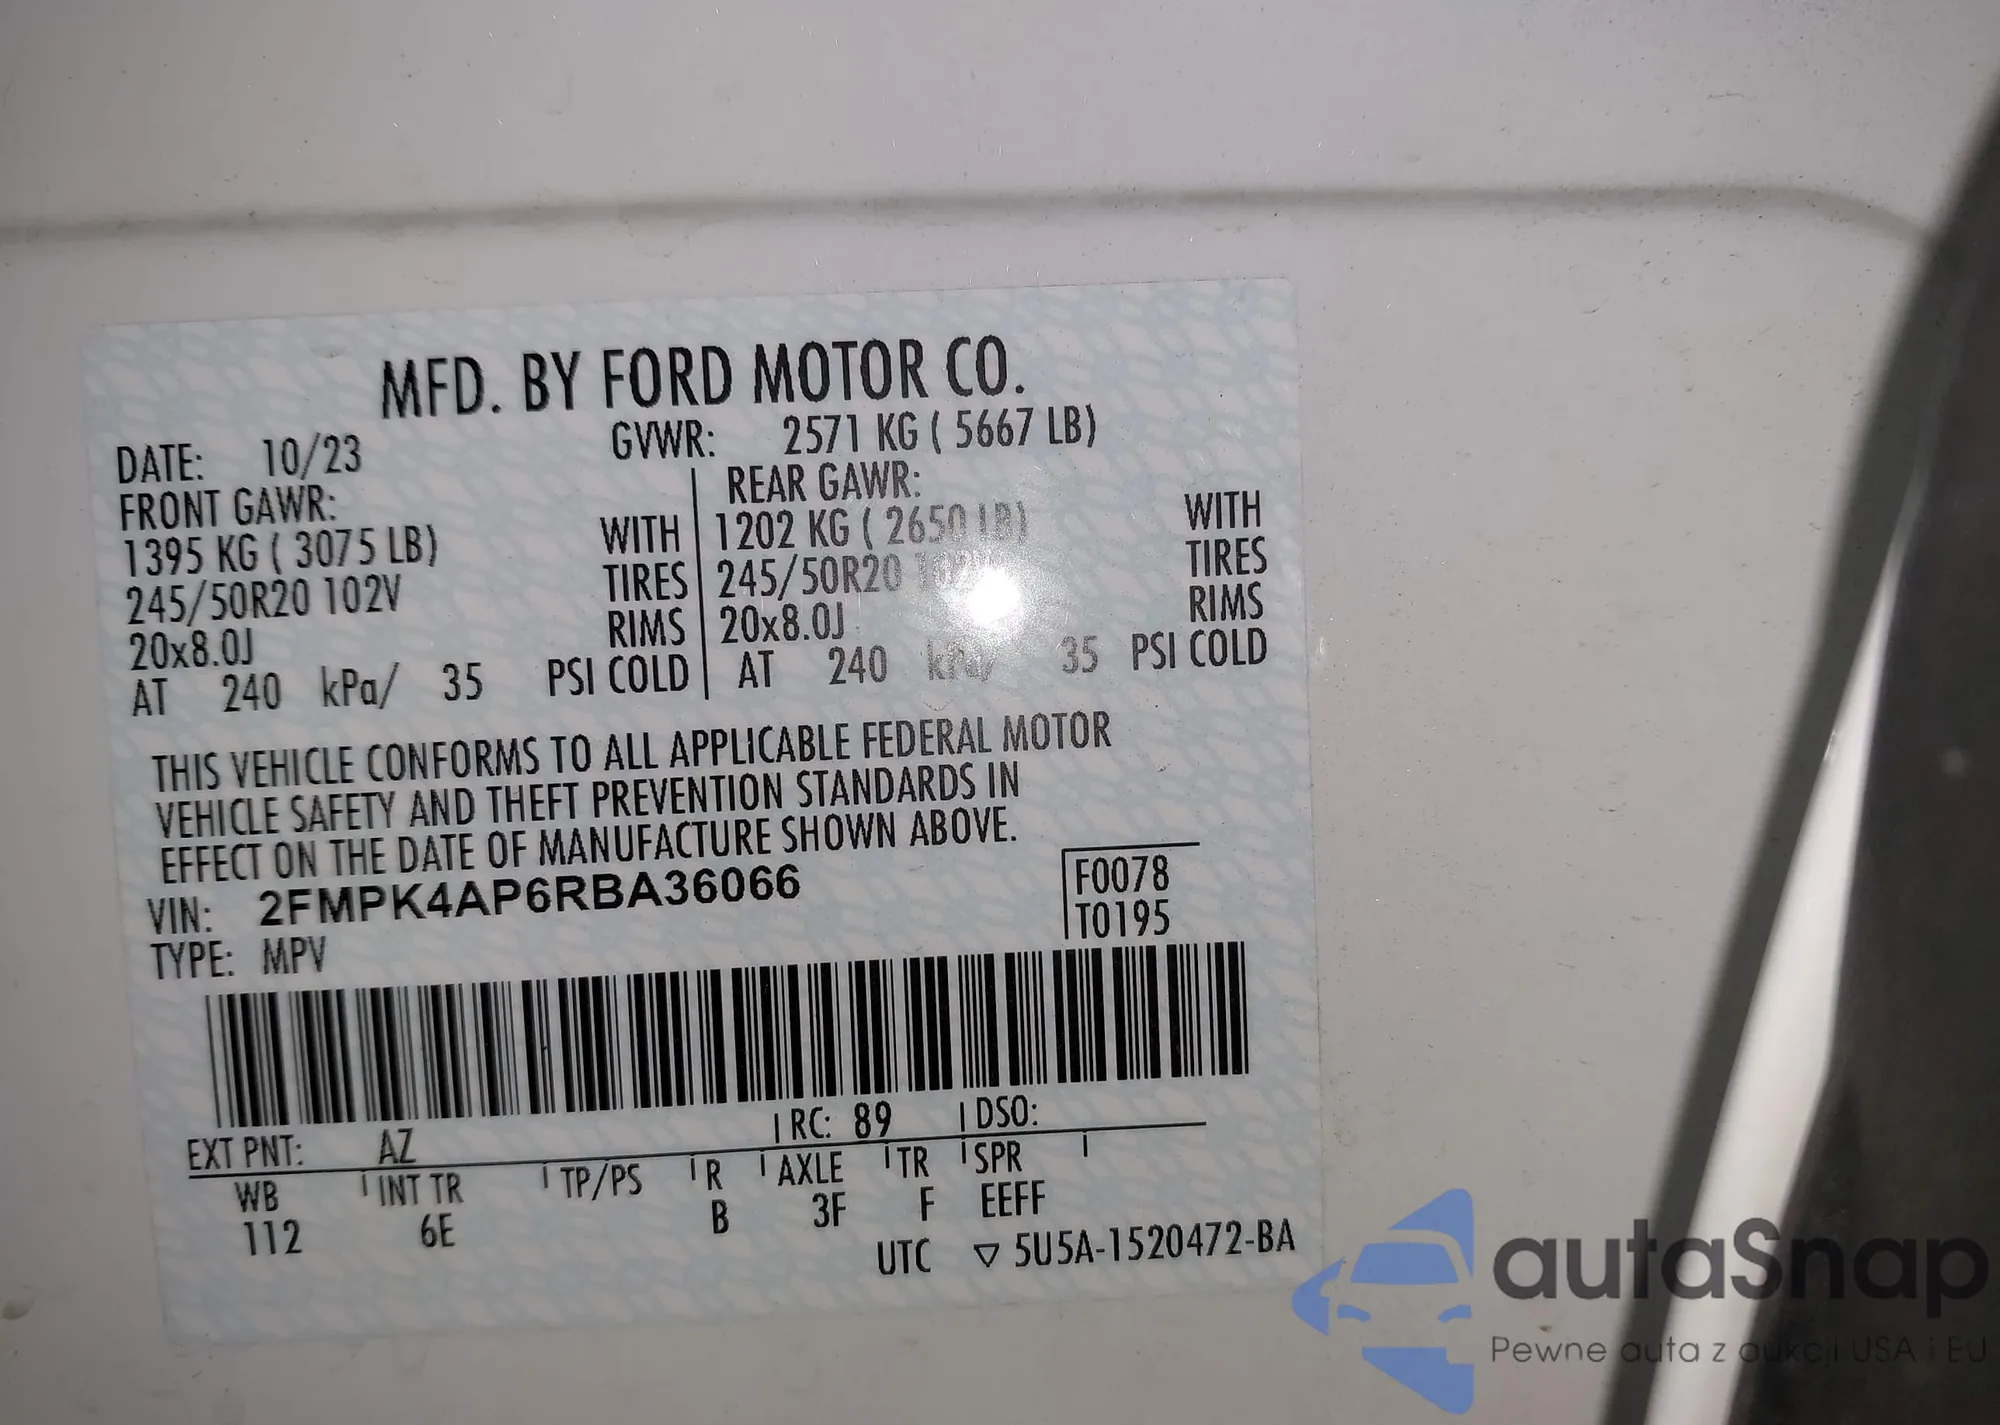 MFD. BY FORD MOTOR CO.
DATE: 10/23 GVWR: 2571 KG ( 5667 LB)
FRONT GAWR: REAR GAWR:
1395 KG ( 3075 LB) WITH 1202 KG ( 2650 LB) WITH
245/50R20 102V TIRES 245/50R20 TIRES
20x8.0J RIMS 20x8.0J RIMS
AT 240 kPa/ 35 PSI COLD AT 240 kPa/ 35 PSI COLD
THIS VEHICLE CONFORMS TO ALL APPLICABLE FEDERAL MOTOR
VEHICLE SAFETY AND THEFT PREVENTION STANDARDS IN
EFFECT ON THE DATE OF MANUFACTURE SHOWN ABOVE.
VIN: 2FMPK4AP6RBA36066
TYPE: MPV
F0078
T0195
EXT PNT: AZ RC: 89 DSO:
WB INT TR TP/PS R AXLE TR SPR
112 6E B 3F F EEFF
UTC ▽ 5U5A-1520472-BA
autaSnap
Pewne auta z aukcji USA i EU